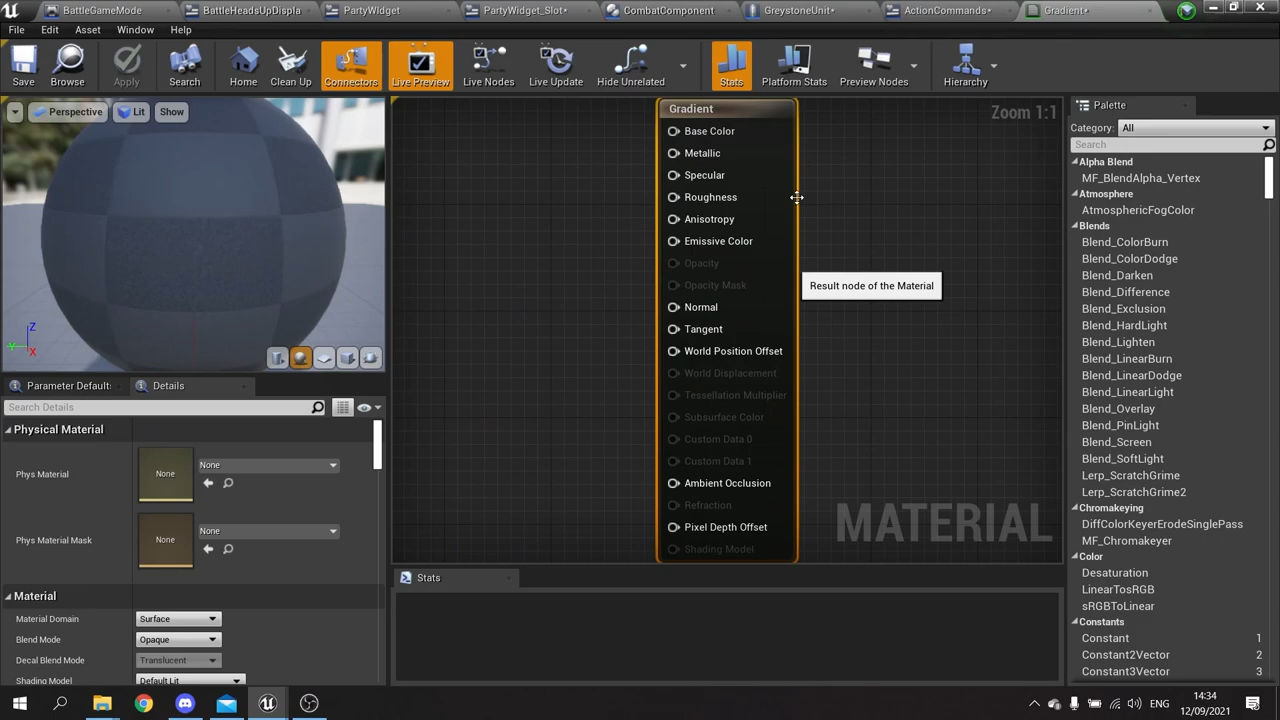 BattleGameMode
BattleHeadsUpDispla
PartyWIdget
PartyWidget_Slot*
CombatComponent
GreystoneUnit*
ActionCommands*
Gradient*
File
Edit
Asset
Window
Help
Save
Browse
Apply
Search
Home
Clean Up
Connectors
Live Preview
Live Nodes
Live Update
Hide Unrelated
Stats
Platform Stats
Preview Nodes
Hierarchy
Perspective
Lit
Show
Z
Y
X
Gradient
Base Color
Metallic
Specular
Roughness
Anisotropy
Emissive Color
Opacity
Opacity Mask
Normal
Tangent
World Position Offset
World Displacement
Tessellation Multiplier
Subsurface Color
Custom Data 0
Custom Data 1
Ambient Occlusion
Refraction
Pixel Depth Offset
Shading Model
Zoom 1:1
Result node of the Material
MATERIAL
Palette
Category:
All
Search
Alpha Blend
MF_BlendAlpha_Vertex
Atmosphere
AtmosphericFogColor
Blends
Blend_ColorBurn
Blend_ColorDodge
Blend_Darken
Blend_Difference
Blend_Exclusion
Blend_HardLight
Blend_Lighten
Blend_LinearBurn
Blend_LinearDodge
Blend_LinearLight
Blend_Overlay
Blend_PinLight
Blend_Screen
Blend_SoftLight
Lerp_ScratchGrime
Lerp_ScratchGrime2
Chromakeying
DiffColorKeyerErodeSinglePass
MF_Chromakeyer
Color
Desaturation
LinearTosRGB
sRGBToLinear
Constants
Constant 1
Constant2Vector 2
Constant3Vector 3
Parameter Default
Details
Search Details
Physical Material
Phys Material
None
None
Phys Material Mask
None
None
Material
Material Domain
Surface
Blend Mode
Opaque
Decal Blend Mode
Translucent
Shading Model
Default Lit
Stats
ENG
14:34
12/09/2021